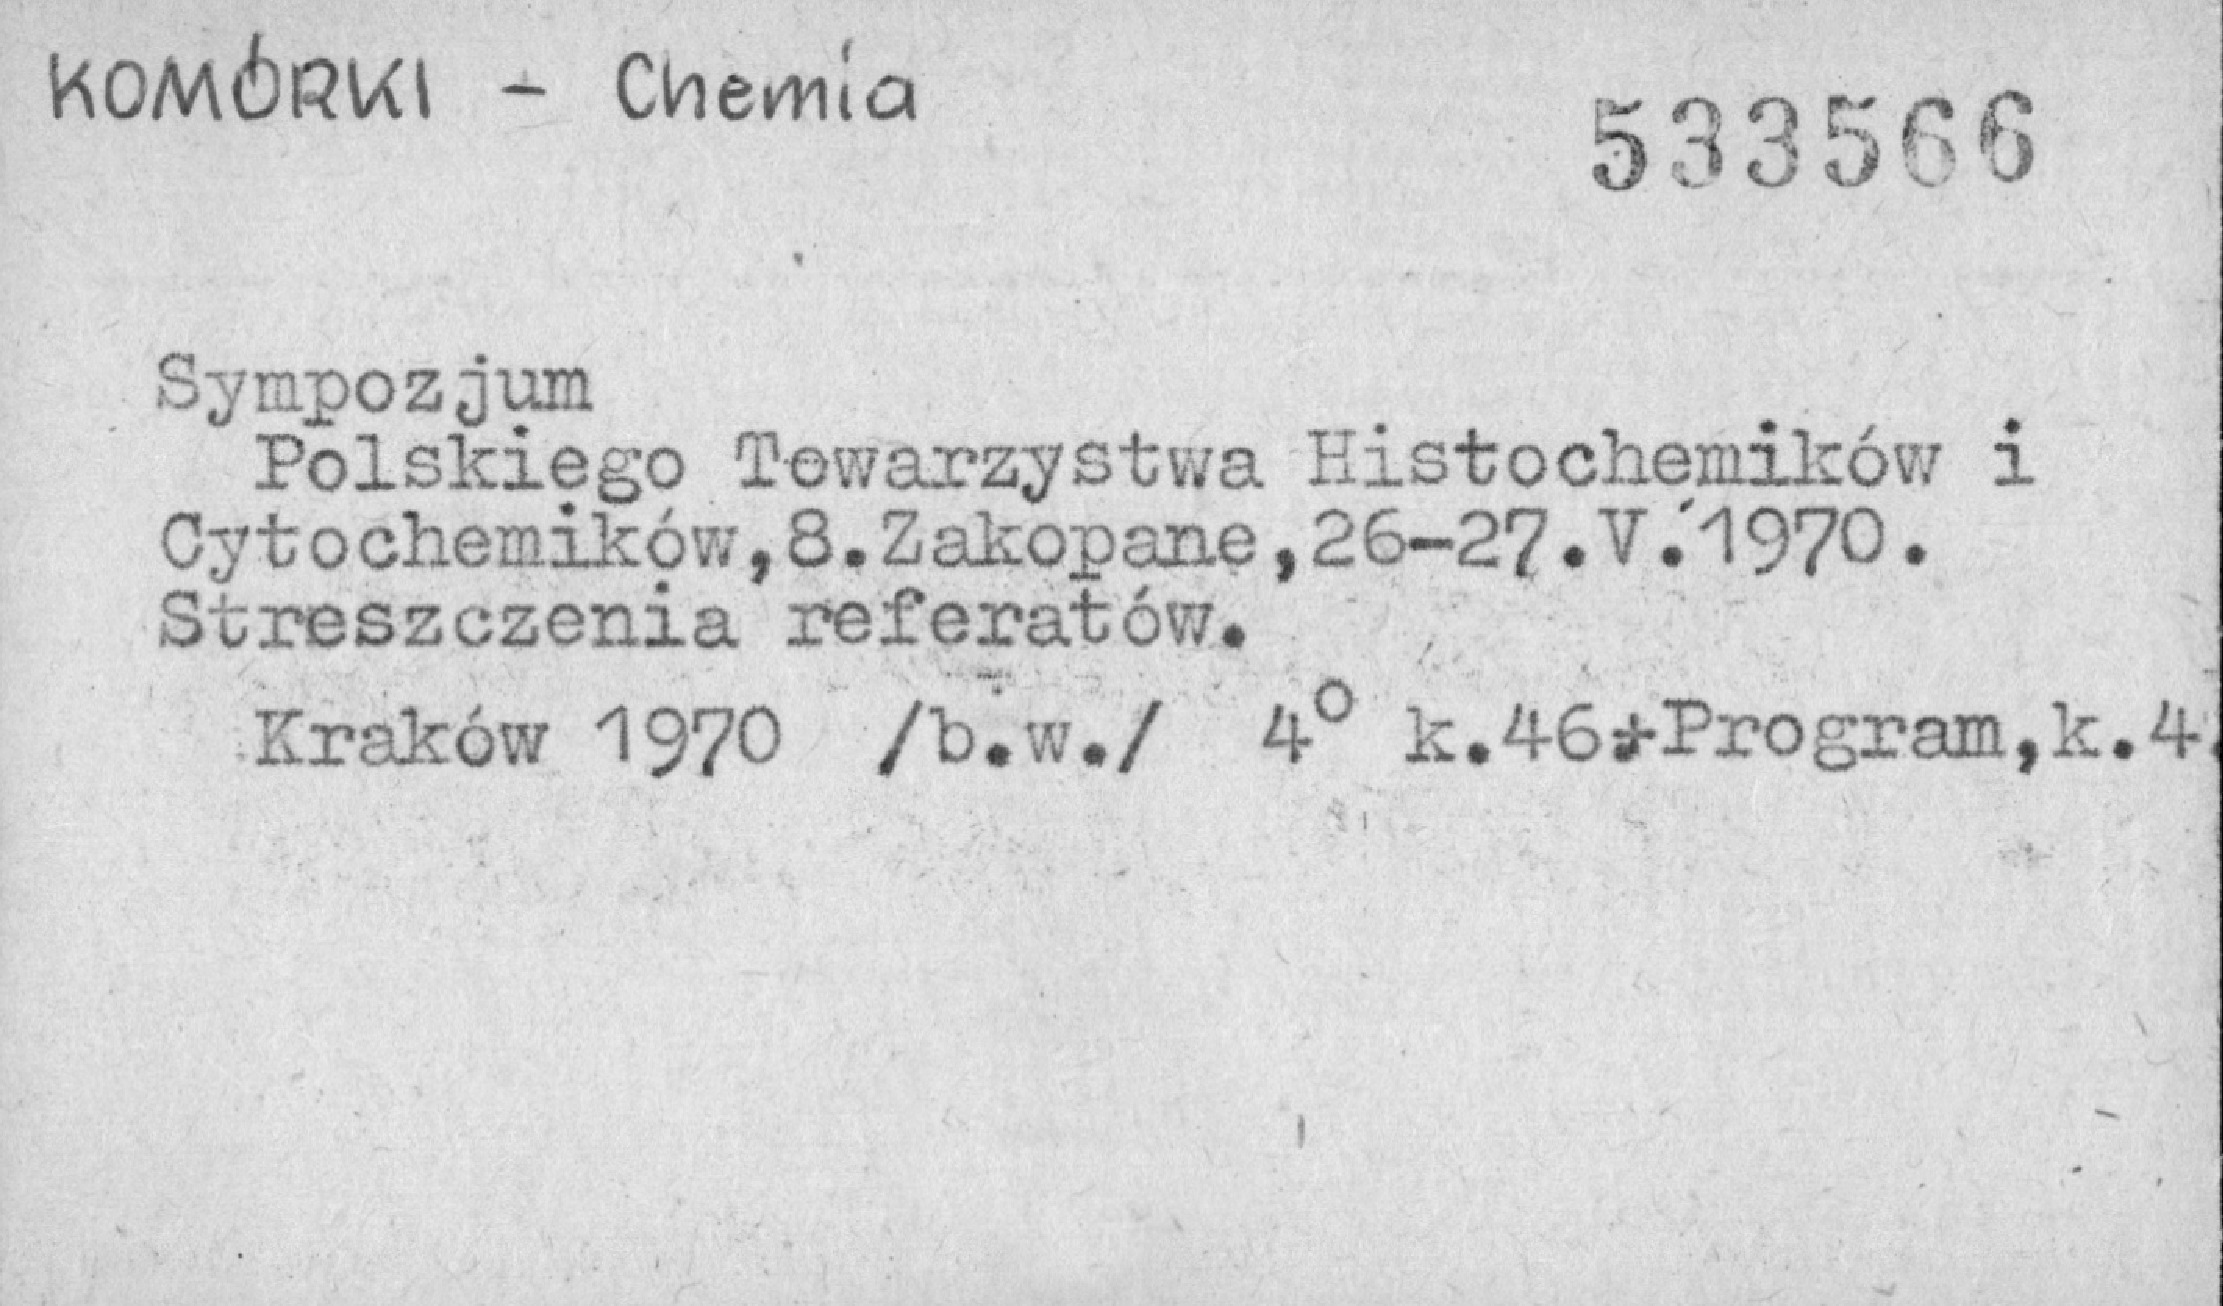 KOMÓRKI - Chemia
533566
Sympozjum
Polskiego Towarzystwa Histochemików i
Cytochemików,8.Zakopane,26-27.V.1970.
Streszczenia referatów.
Kraków 1970 /b.w./ 4° k.46+Program,k.4.